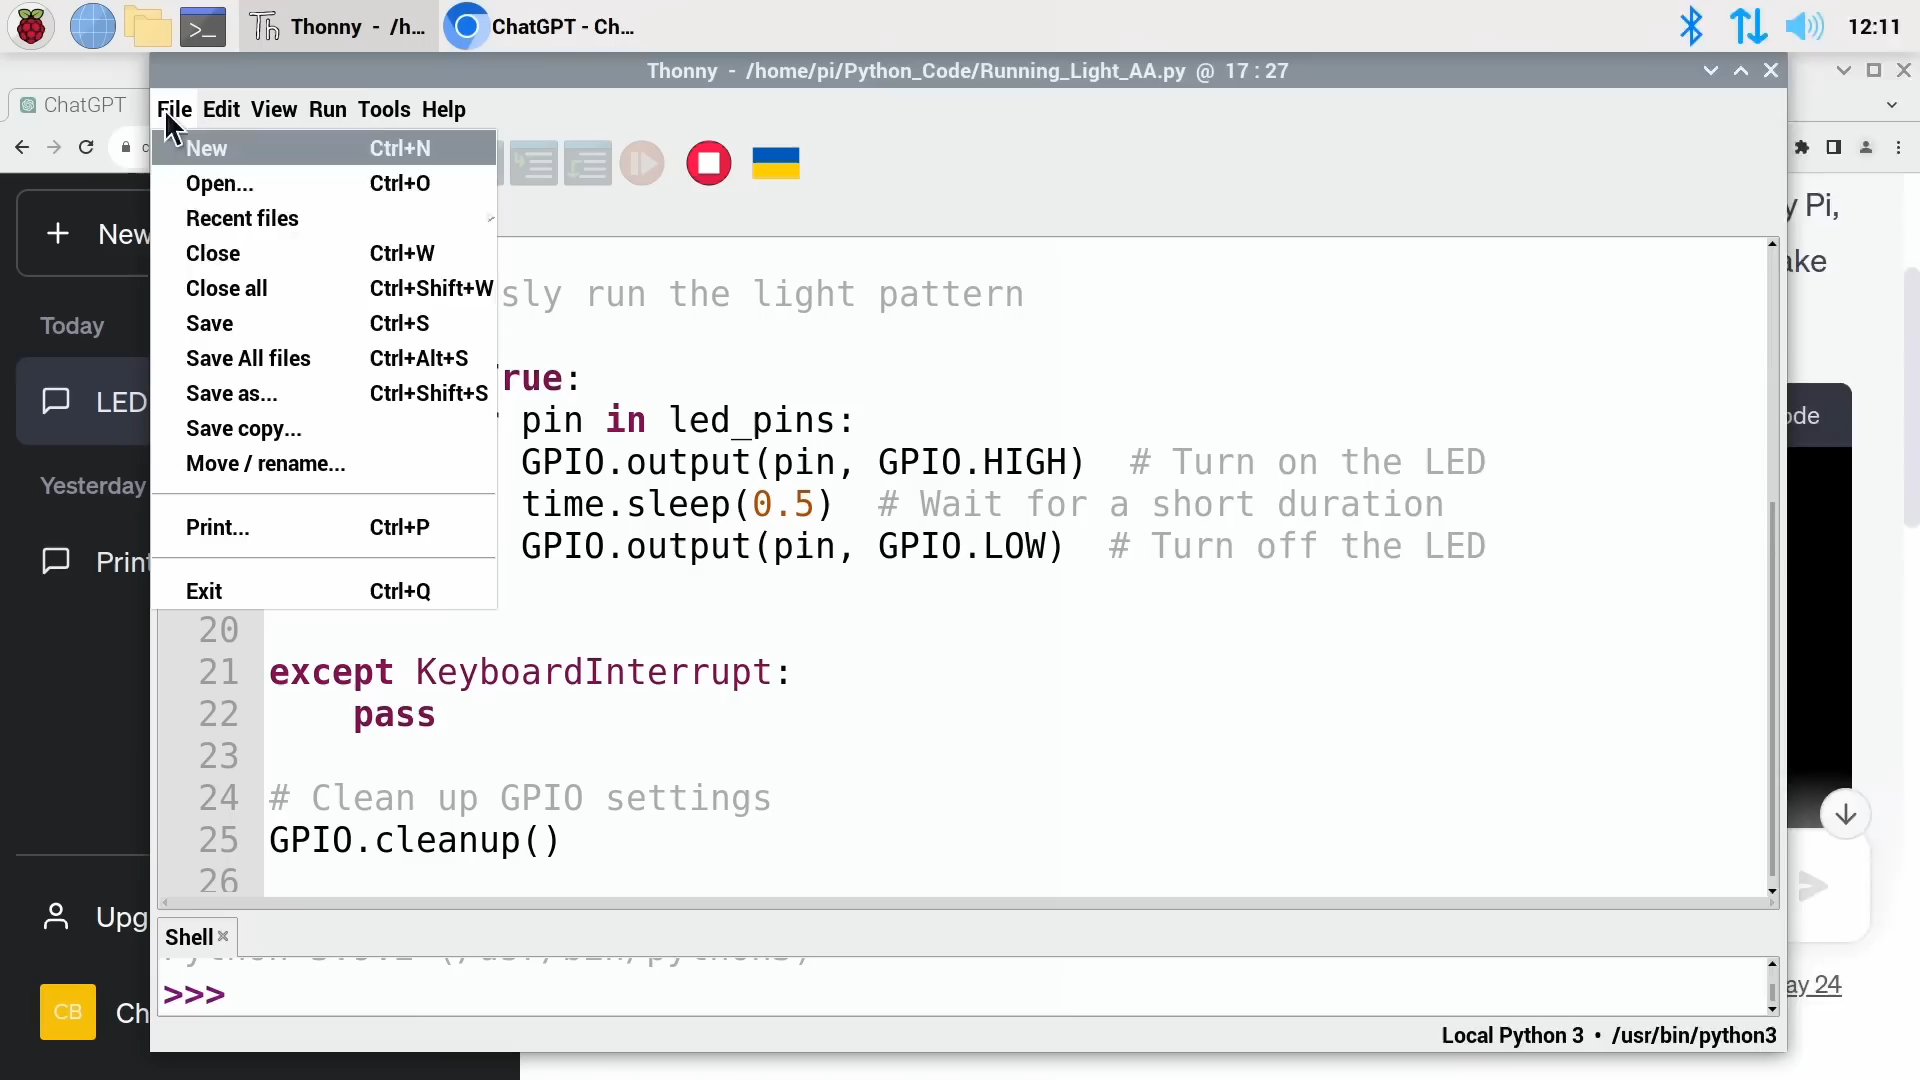 Thonny - /h...
ChatGPT - Ch...
12:11
Thonny - /home/pi/Python_Code/Running_Light_AA.py @ 17:27
ChatGPT
File Edit View Run Tools Help
New Ctrl+N
Open... Ctrl+O
Recent files
Close Ctrl+W
Close all Ctrl+Shift+W
Save Ctrl+S
Save All files Ctrl+Alt+S
Save as... Ctrl+Shift+S
Save copy...
Move / rename...
Print... Ctrl+P
Exit Ctrl+Q
+ New
Today
LED
Yesterday
Print
Upg
CB Ch
y Pi,
ake
ode
ay 24
sly run the light pattern
True:
pin in led_pins:
GPIO.output(pin, GPIO.HIGH) # Turn on the LED
time.sleep(0.5) # Wait for a short duration
GPIO.output(pin, GPIO.LOW) # Turn off the LED
20
21 except KeyboardInterrupt:
22 pass
23
24 # Clean up GPIO settings
25 GPIO.cleanup()
26
Shell
>>>
Local Python 3 • /usr/bin/python3